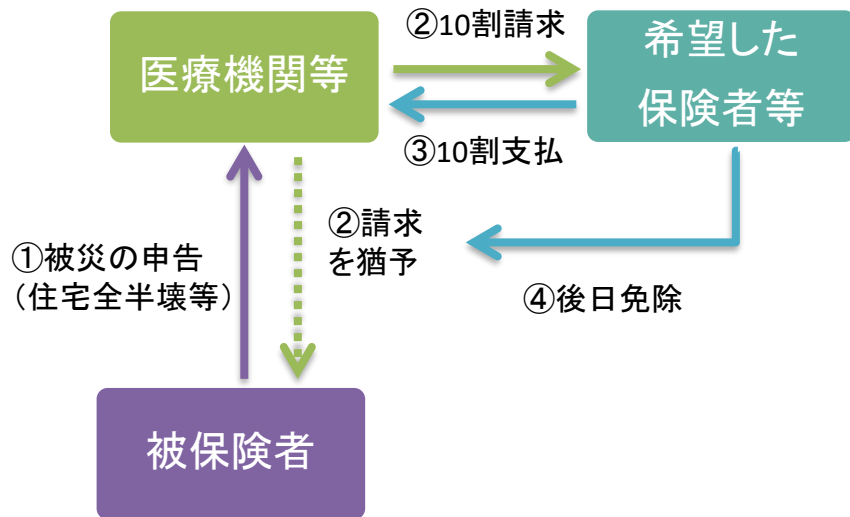 ②10割請求
医療機関等
希望した
保険者等
③10割支払
①被災の申告
（住宅全半壊等）
②請求
を猶予
④後日免除
被保険者